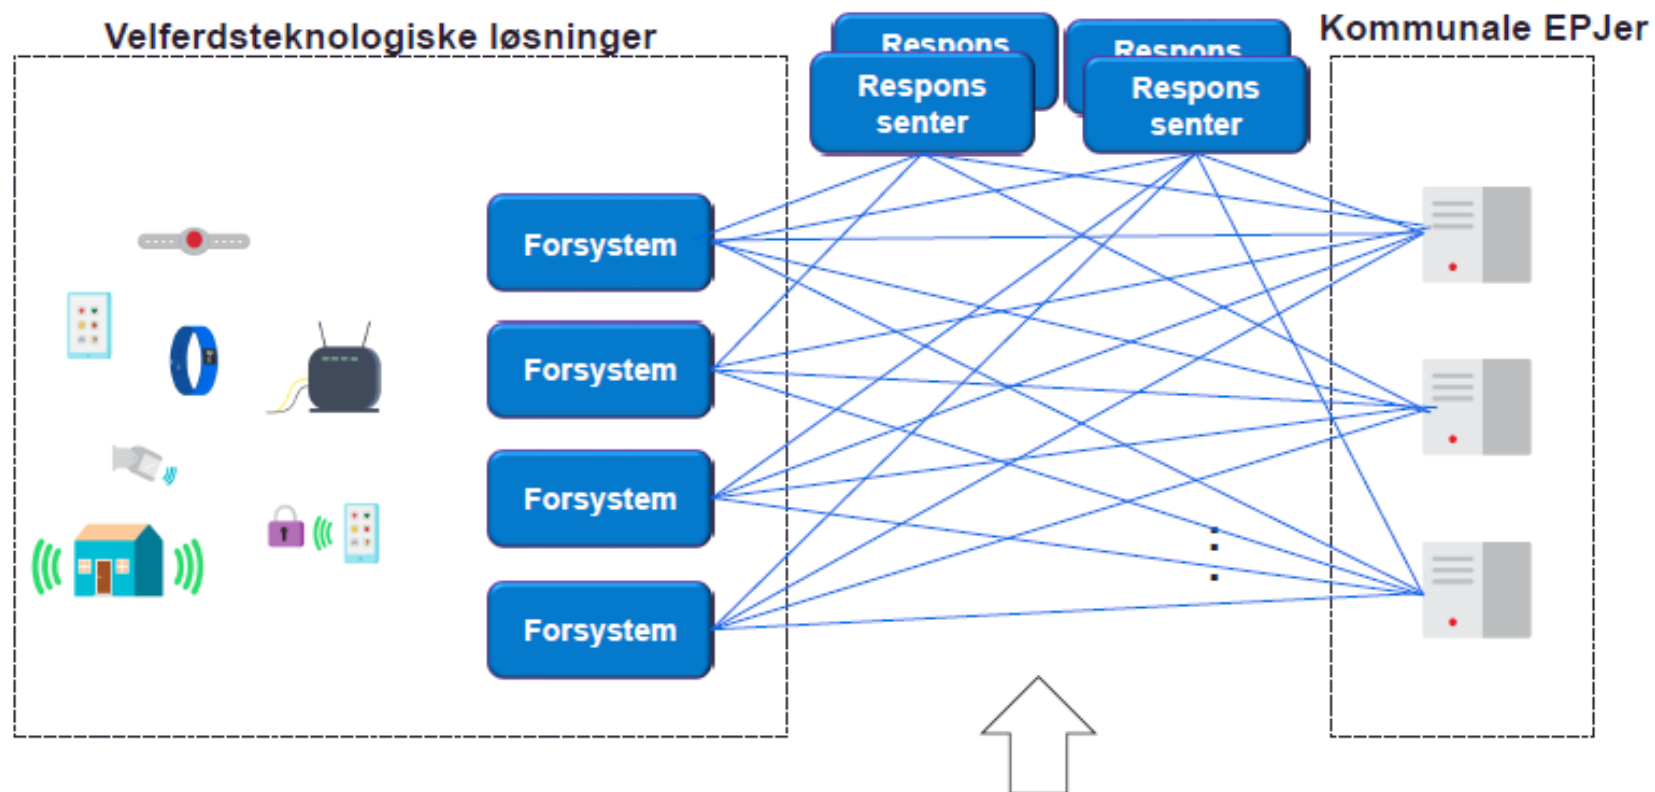 Velferdsteknologiske løsninger
Respons
Respons
Kommunale EPJer
Respons
senter
Respons
senter
Forsystem
Forsystem
Forsystem
Forsystem